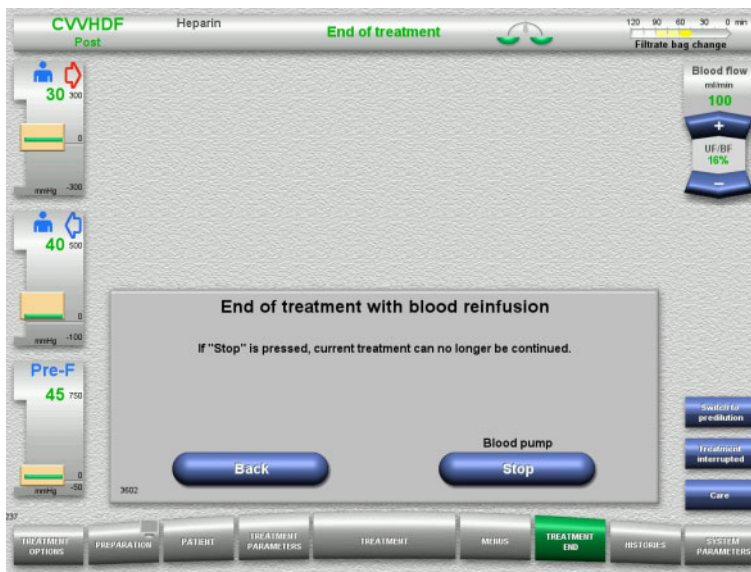 CVVHDF
Post
Heparin
End of treatment
120 90 60 30 0 min
Filtrate bag change
30 300
0
mmHg -300
40 500
0
mmHg -100
Pre-F
45 750
0
mmHg -50
Blood flow
ml/min
100
+
UF/BF
16%
−
End of treatment with blood reinfusion
If "Stop" is pressed, current treatment can no longer be continued.
Blood pump
Back
Stop
3602
Switch to
predilution
Treatment
interrupted
Care
237
TREATMENT
OPTIONS
PREPARATION
PATIENT
TREATMENT
PARAMETERS
TREATMENT
MENUS
TREATMENT
END
HISTORIES
SYSTEM
PARAMETERS